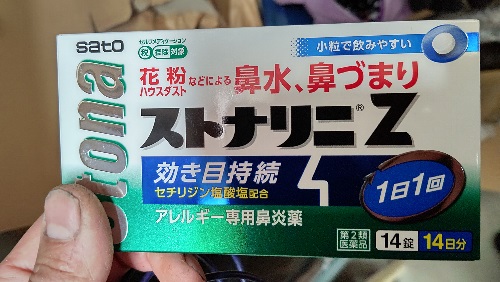 sato
セルフメディケーション
税 控除 対象
小粒で飲みやすい
stona
花粉
ハウスダスト
などによる
鼻水、鼻づまり
ストナリニ®Z
効き目持続
セチリジン塩酸塩配合
1日1回
アレルギー専用鼻炎薬
第2類
医薬品
14錠
14日分